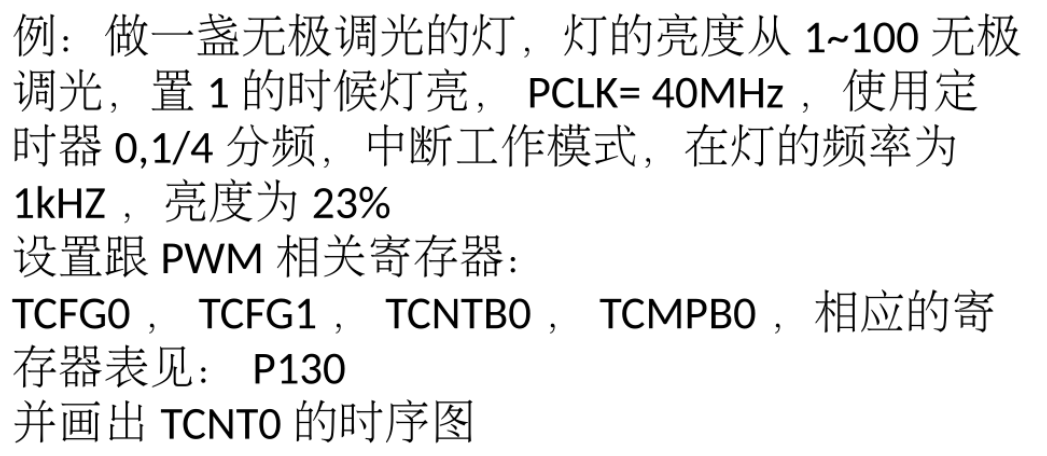 例：做一盏无极调光的灯，灯的亮度从 1~100 无极
调光，置 1 的时候灯亮， PCLK= 40MHz ，使用定
时器 0,1/4 分频，中断工作模式，在灯的频率为
1kHZ ，亮度为 23%
设置跟 PWM 相关寄存器：
TCFG0 ， TCFG1 ， TCNTB0 ， TCMPB0 ，相应的寄
存器表见： P130
并画出 TCNT0 的时序图